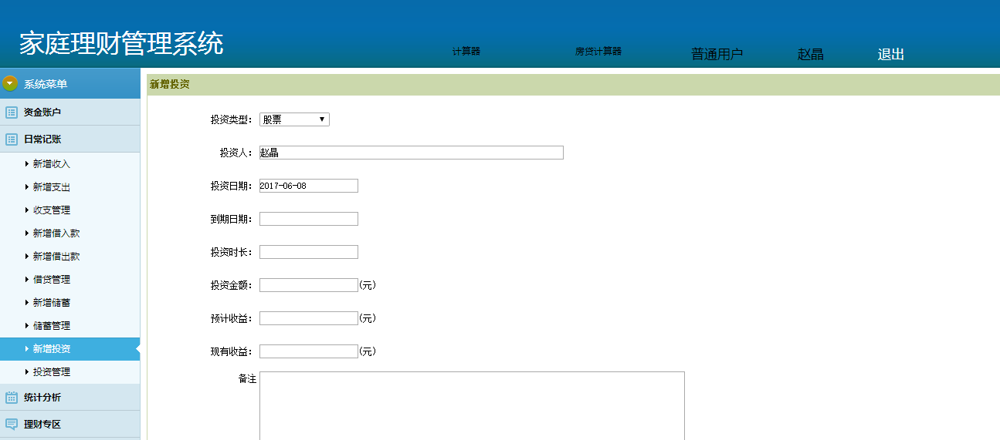 家庭理财管理系统
计算器 房贷计算器 普通用户 赵晶 退出
系统菜单
资金账户
日常记账
新增收入
新增支出
收支管理
新增借入款
新增借出款
借贷管理
新增储蓄
储蓄管理
新增投资
投资管理
统计分析
理财专区
新增投资
投资类型: 股票
投资人: 赵晶
投资日期: 2017-06-08
到期日期:
投资时长:
投资金额: (元)
预计收益: (元)
现有收益: (元)
备注